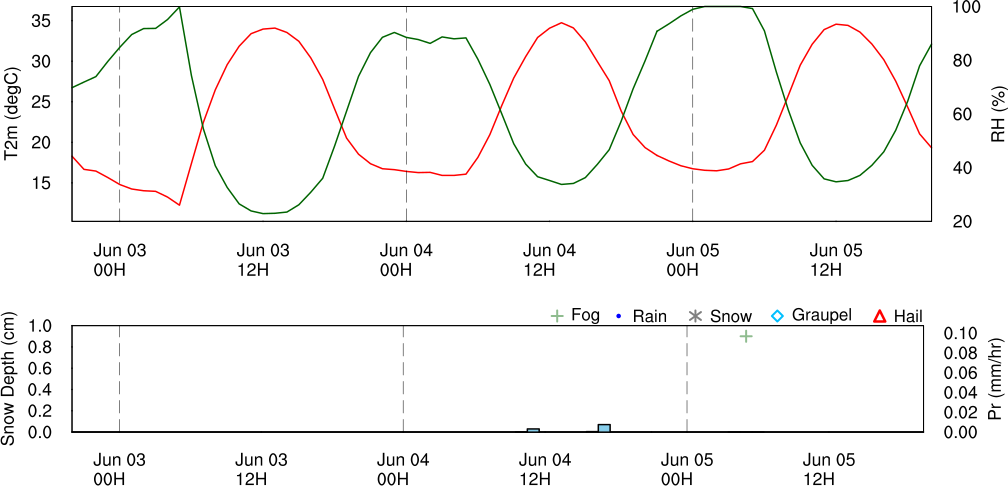 T2m (degC)
35
30
25
20
15
100
80
60
40
20
RH (%)
Jun 03 Jun 03 Jun 04 Jun 04 Jun 05 Jun 05
00H 12H 00H 12H 00H 12H
Fog Rain Snow Graupel Hail
Snow Depth (cm)
1.0
0.8
0.6
0.4
0.2
0.0
0.10
0.08
0.06
0.04
0.02
0.00
Pr (mm/hr)
Jun 03 Jun 03 Jun 04 Jun 04 Jun 05 Jun 05
00H 12H 00H 12H 00H 12H